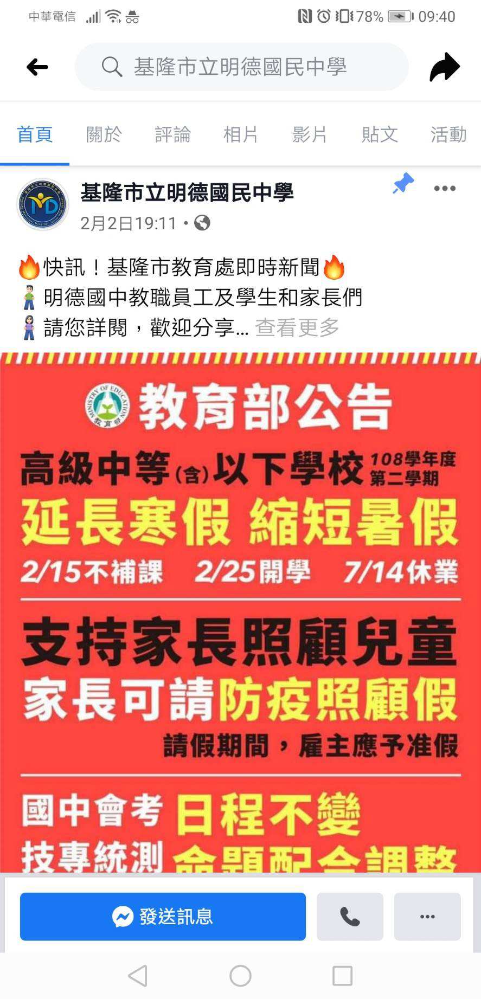 中華電信
78% 09:40
基隆市立明德國民中學
首頁 關於 評論 相片 影片 貼文 活動
基隆市立明德國民中學
2月2日19:11
🔥快訊！基隆市教育處即時新聞🔥
明德國中教職員工及學生和家長們
請您詳閱，歡迎分享... 查看更多
MINISTRY OF EDUCATION
教育部
教育部公告
高級中等(含)以下學校 108學年度第二學期
延長寒假 縮短暑假
2/15不補課 2/25開學 7/14休業
支持家長照顧兒童
家長可請防疫照顧假
請假期間，雇主應予准假
國中會考 日程不變
技專統測 命題配合調整
發送訊息